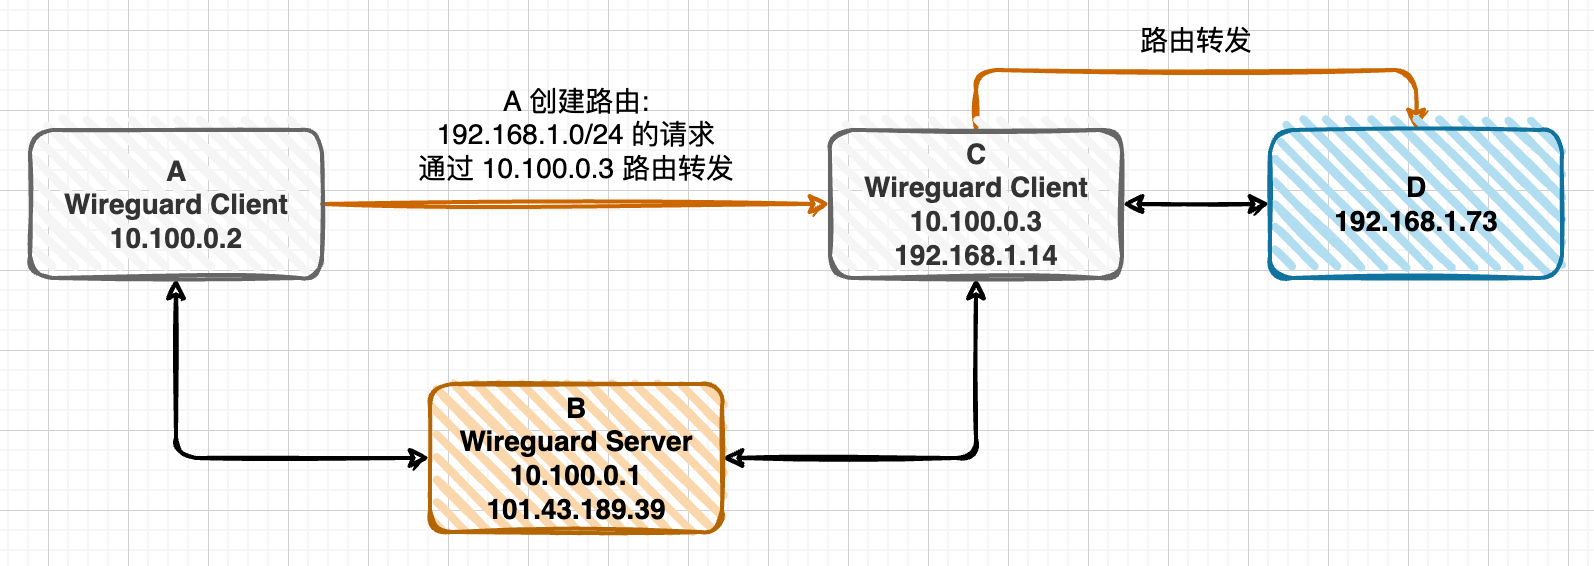 路由转发
A 创建路由:
192.168.1.0/24 的请求
通过 10.100.0.3 路由转发
A
Wireguard Client
10.100.0.2
C
Wireguard Client
10.100.0.3
192.168.1.14
D
192.168.1.73
B
Wireguard Server
10.100.0.1
101.43.189.39